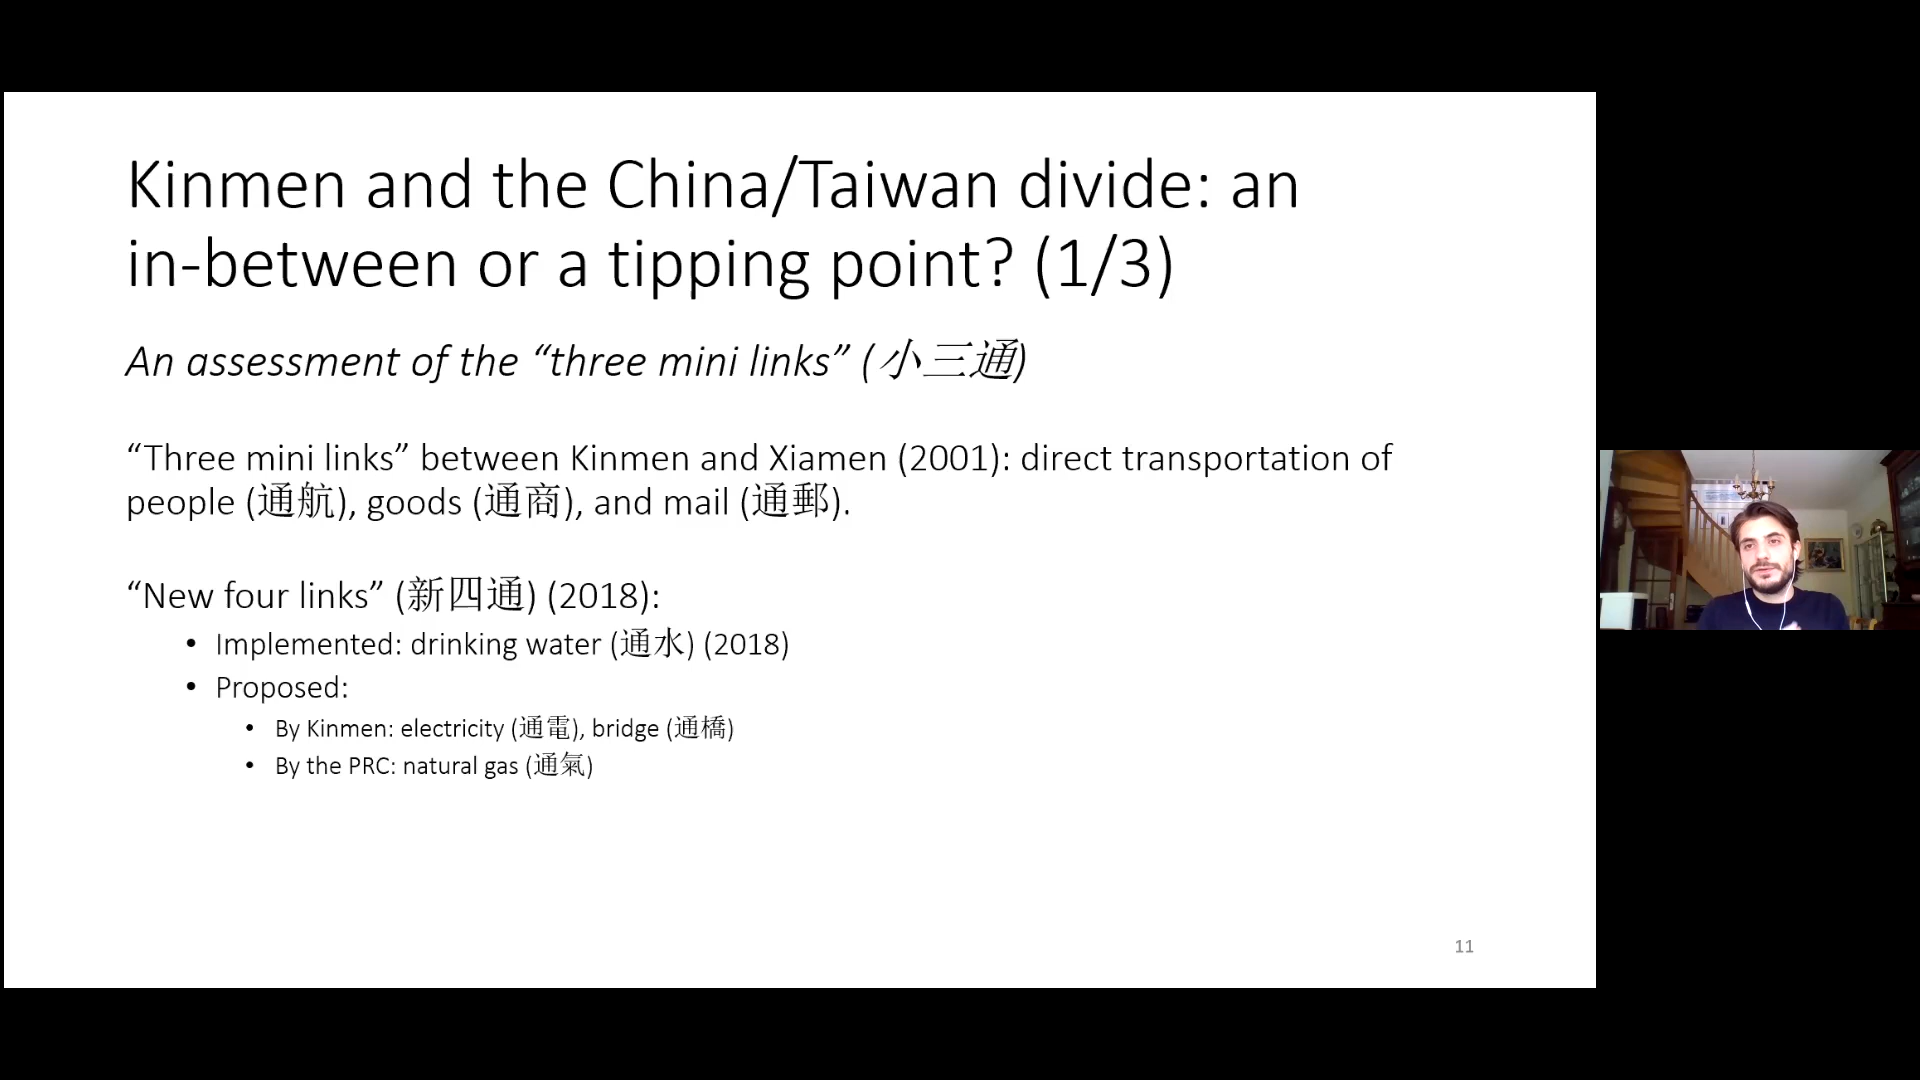 Kinmen and the China/Taiwan divide: an
in-between or a tipping point? (1/3)
An assessment of the “three mini links” (小三通)
“Three mini links” between Kinmen and Xiamen (2001): direct transportation of
people (通航), goods (通商), and mail (通郵).
“New four links” (新四通) (2018):
• Implemented: drinking water (通水) (2018)
• Proposed:
• By Kinmen: electricity (通電), bridge (通橋)
• By the PRC: natural gas (通氣)
11